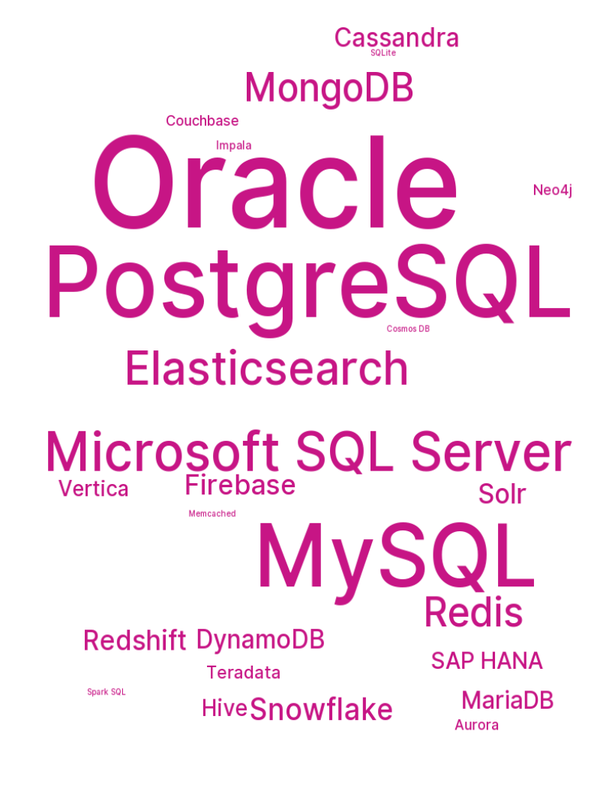 Cassandra
SQLite
MongoDB
Couchbase
Impala
Oracle
Neo4j
PostgreSQL
Cosmos DB
Elasticsearch
Microsoft SQL Server
Vertica
Firebase
Solr
Memcached
MySQL
Redis
Redshift
DynamoDB
SAP HANA
Teradata
Spark SQL
MariaDB
Hive
Snowflake
Aurora